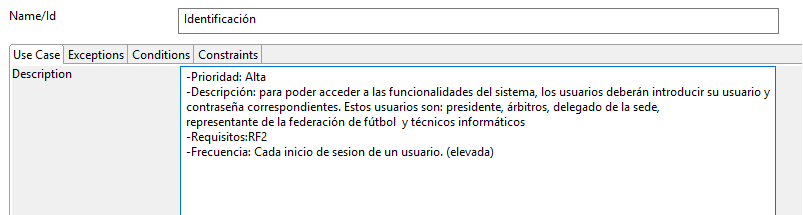 Name/Id
Identificación
Use Case Exceptions Conditions Constraints
Description
-Prioridad: Alta
-Descripción: para poder acceder a las funcionalidades del sistema, los usuarios deberán introducir su usuario y
contraseña correspondientes. Estos usuarios son: presidente, árbitros, delegado de la sede,
representante de la federación de fútbol  y técnicos informáticos
-Requisitos:RF2
-Frecuencia: Cada inicio de sesion de un usuario. (elevada)